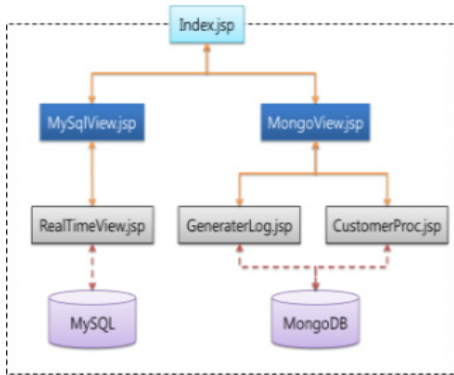 Index.jsp
MySqlView.jsp
MongoView.jsp
RealTimeView.jsp
GeneraterLog.jsp
CustomerProc.jsp
MySQL
MongoDB